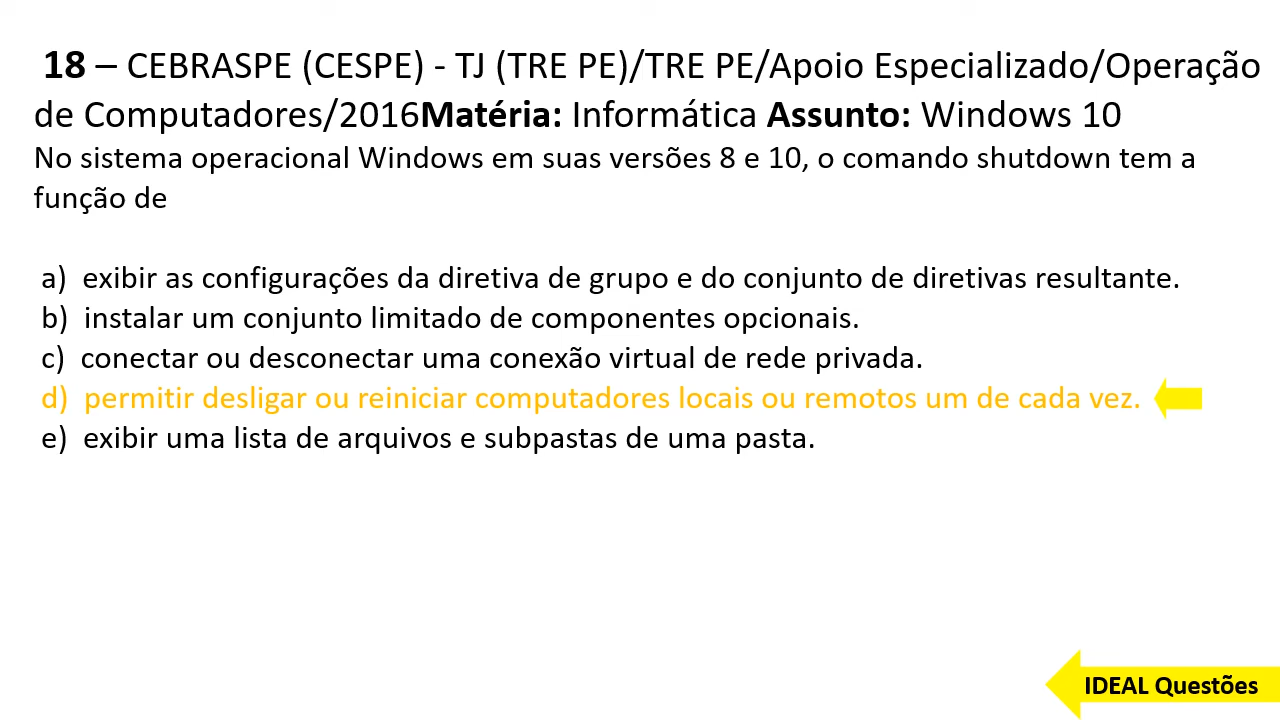 18 – CEBRASPE (CESPE) - TJ (TRE PE)/TRE PE/Apoio Especializado/Operação
de Computadores/2016Matéria: Informática Assunto: Windows 10
No sistema operacional Windows em suas versões 8 e 10, o comando shutdown tem a
função de
a) exibir as configurações da diretiva de grupo e do conjunto de diretivas resultante.
b) instalar um conjunto limitado de componentes opcionais.
c) conectar ou desconectar uma conexão virtual de rede privada.
d) permitir desligar ou reiniciar computadores locais ou remotos um de cada vez.
e) exibir uma lista de arquivos e subpastas de uma pasta.
IDEAL Questões